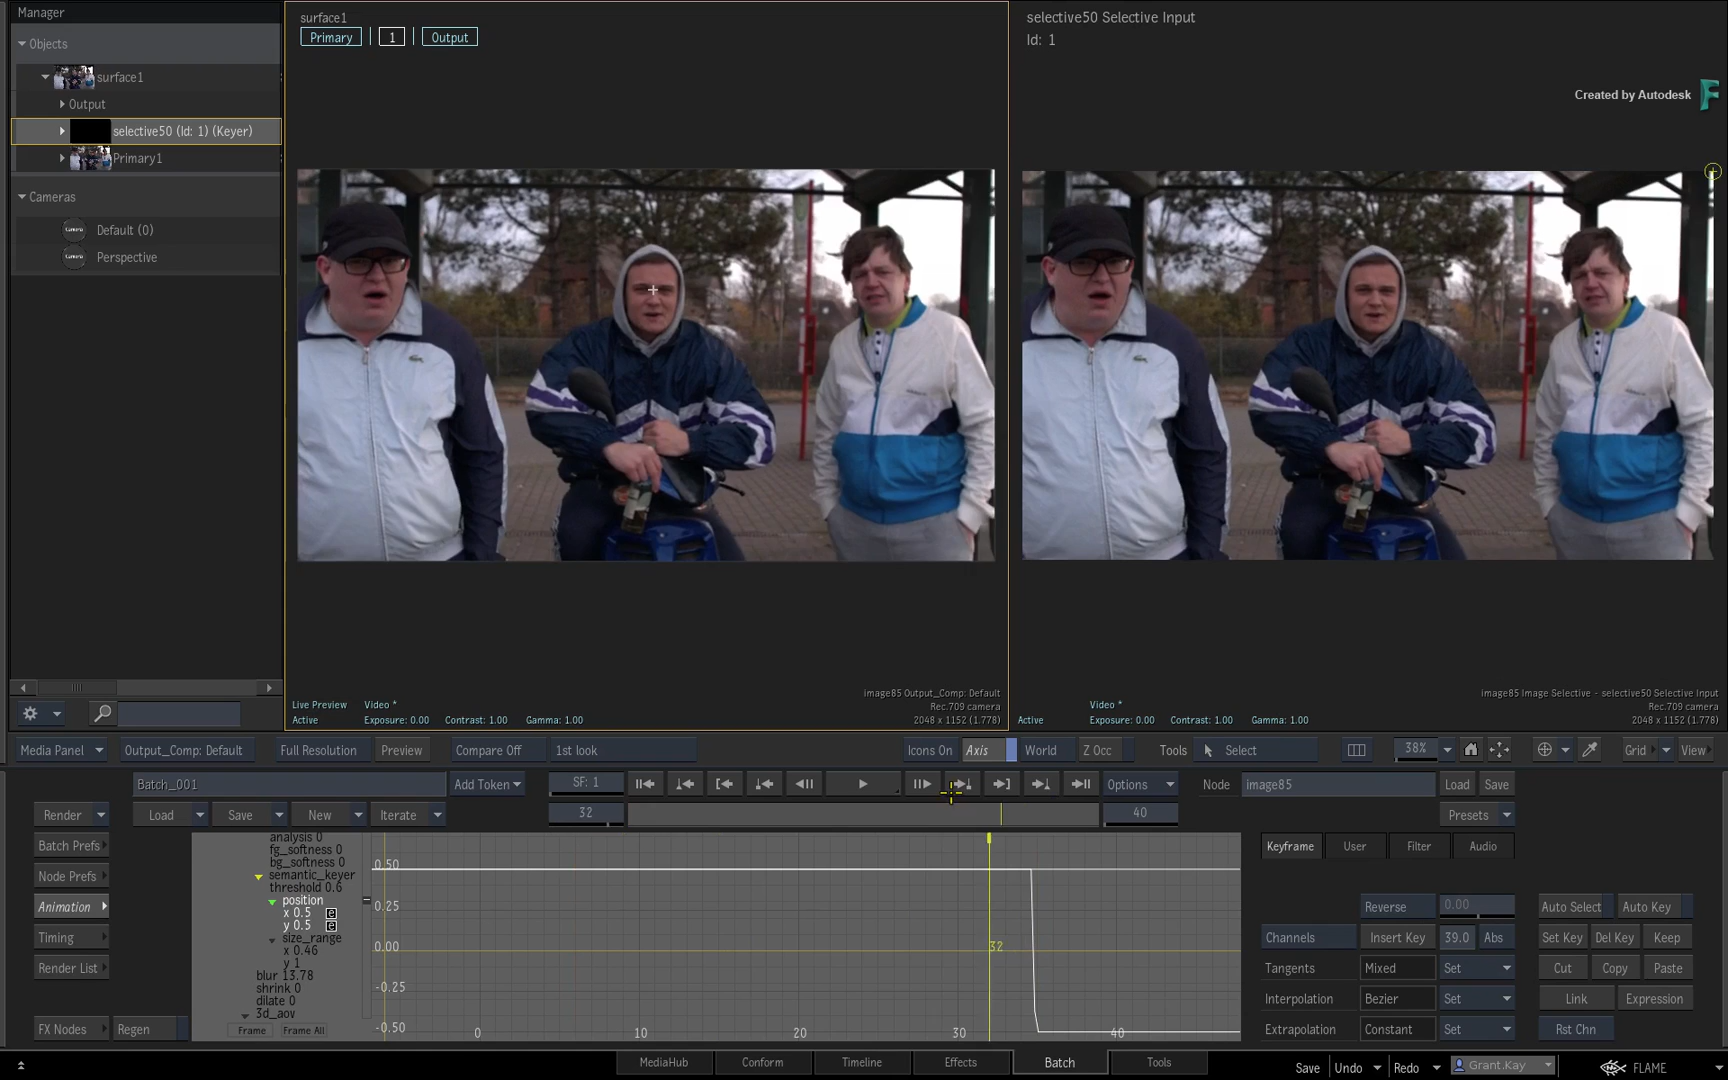 Manager
Objects
surface1
Output
selective50 (Id: 1) (Keyer)
Primary1
Cameras
Default (0)
Perspective
surface1
Primary 1 Output
selective50 Selective Input
Id: 1
Created by Autodesk
image85 Output_Comp: Default
Rec.709 camera
2048 x 1152 (1.778)
Live Preview Video *
Active Exposure: 0.00 Contrast: 1.00 Gamma: 1.00
image85 Image Selective - selective50 Selective Input
Rec.709 camera
2048 x 1152 (1.778)
Video *
Active Exposure: 0.00 Contrast: 1.00 Gamma: 1.00
Media Panel Output_Comp: Default Full Resolution Preview Compare Off 1st look Icons On Axis World Z Occ Tools Select 38% Grid View
Batch_001 Add Token SF: 1 Options Node image85 Load Save
Render Load Save New Iterate 32 40 Presets
Batch Prefs
Node Prefs
Animation
Timing
Render List
FX Nodes Regen
analysis 0
fg_softness 0
bg_softness 0
semantic_keyer
threshold 0.6
position
x 0.5 e
y 0.5 e
size_range
x 0.46
y 1
blur 13.78
shrink 0
dilate 0
3d_aov
Frame Frame All
0.50
0.25
0.00
-0.25
-0.50
32
0 10 20 30 40
Keyframe User Filter Audio
Reverse 0.00 Auto Select Auto Key
Channels Insert Key 39.0 Abs Set Key Del Key Keep
Tangents Mixed Set Cut Copy Paste
Interpolation Bezier Set Link Expression
Extrapolation Constant Set Rst Chn
MediaHub Conform Timeline Effects Batch Tools
Save Undo Redo Grant.Kay FLAME